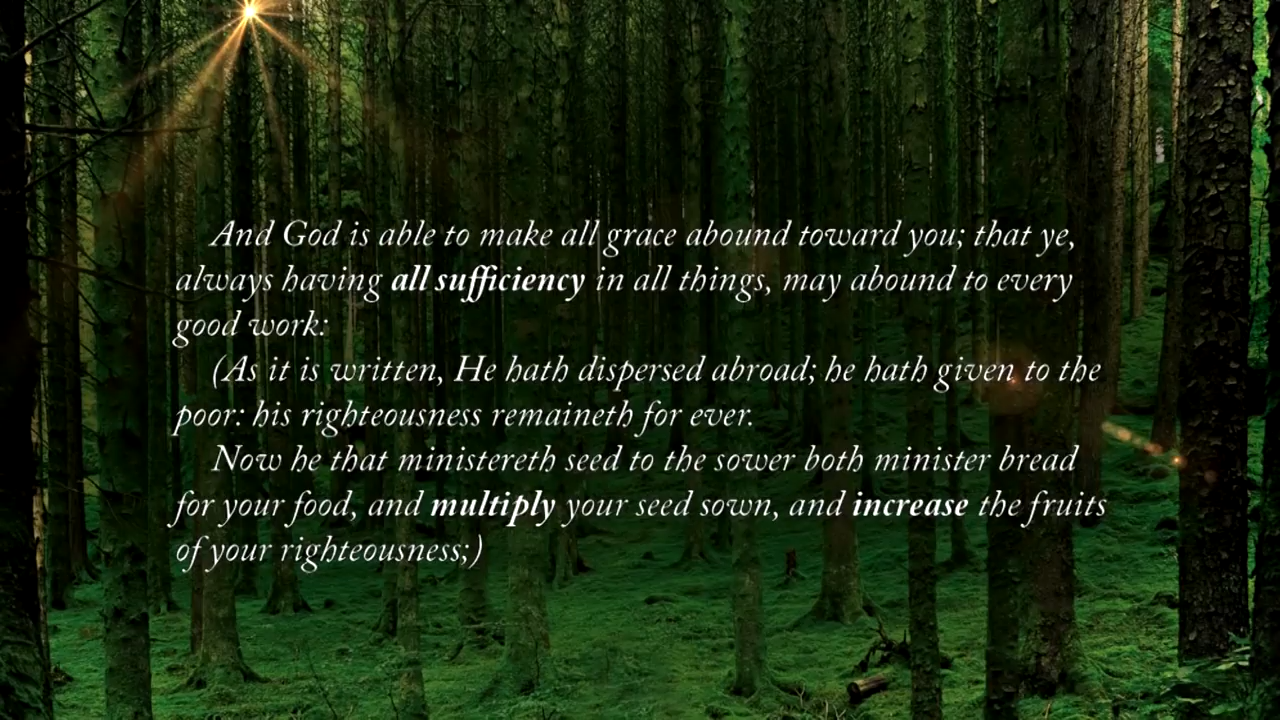 And God is able to make all grace abound toward you; that ye,
always having all sufficiency in all things, may abound to every
good work:
(As it is written, He hath dispersed abroad; he hath given to the
poor: his righteousness remaineth for ever.
Now he that ministereth seed to the sower both minister bread
for your food, and multiply your seed sown, and increase the fruits
of your righteousness;)